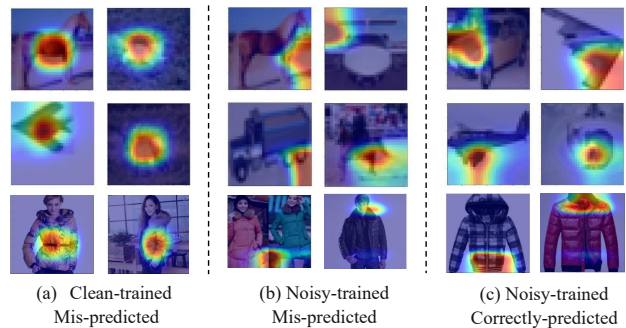 (a) Clean-trained
Mis-predicted
(b) Noisy-trained
Mis-predicted
(c) Noisy-trained
Correctly-predicted